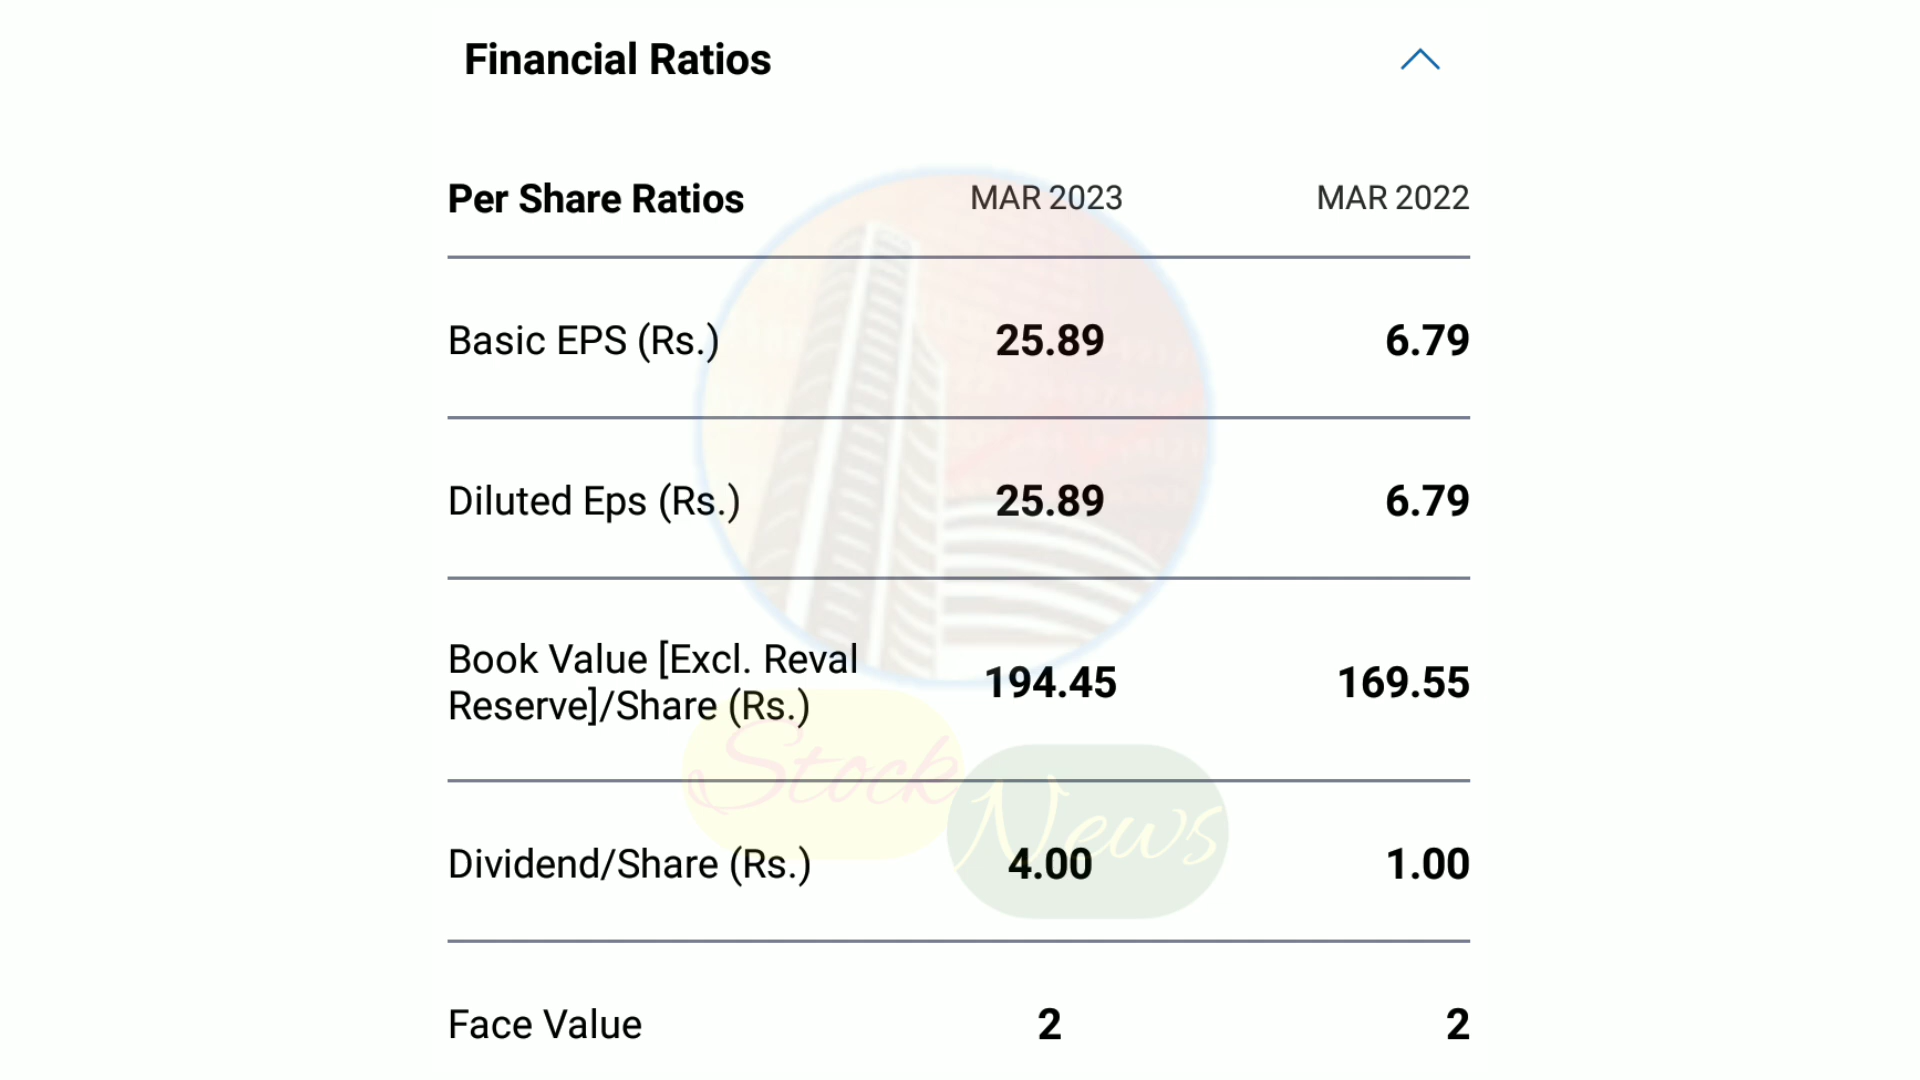 Financial Ratios
Per Share Ratios MAR 2023 MAR 2022
Basic EPS (Rs.) 25.89 6.79
Diluted Eps (Rs.) 25.89 6.79
Book Value [Excl. Reval
Reserve]/Share (Rs.) 194.45 169.55
Stock
News
Dividend/Share (Rs.) 4.00 1.00
Face Value 2 2